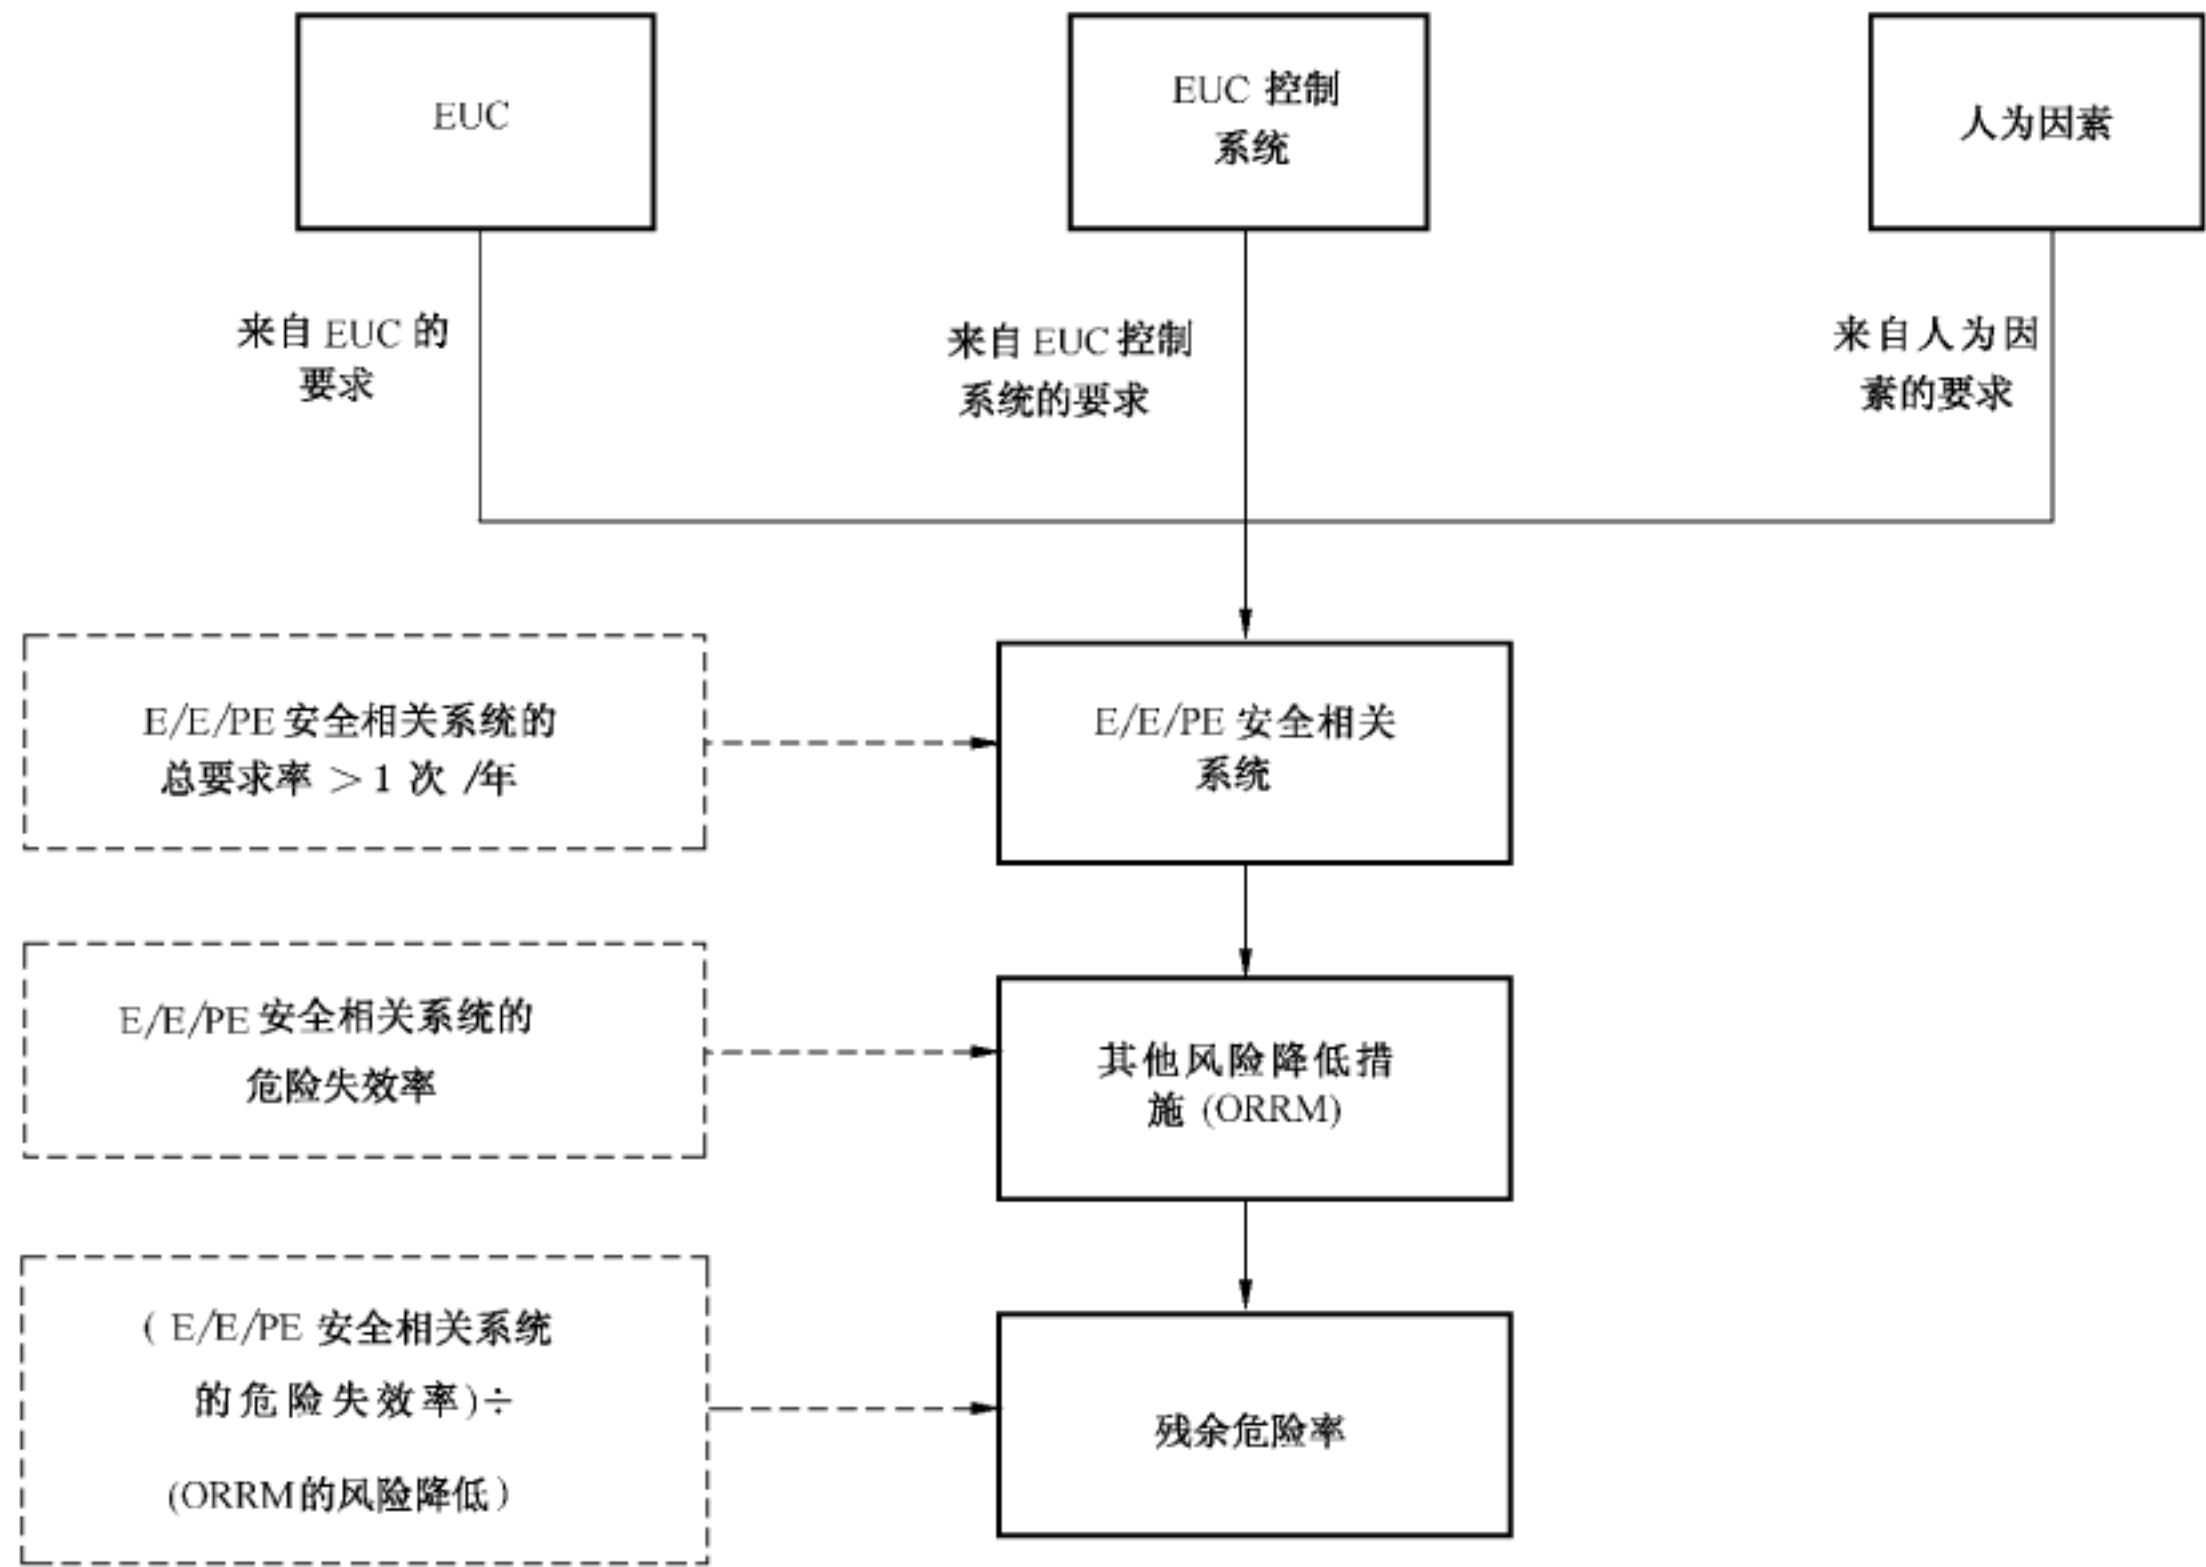 EUC
EUC 控制
系统
人为因素
来自 EUC 的
要求
来自 EUC 控制
系统的要求
来自人为因
素的要求
E/E/PE 安全相关系统的
总要求率 >1 次 /年
E/E/PE 安全相关
系统
E/E/PE 安全相关系统的
危险失效率
其他风险降低措
施 (ORRM)
( E/E/PE 安全相关系统
的危险失效率)÷
(ORRM的风险降低)
残余危险率